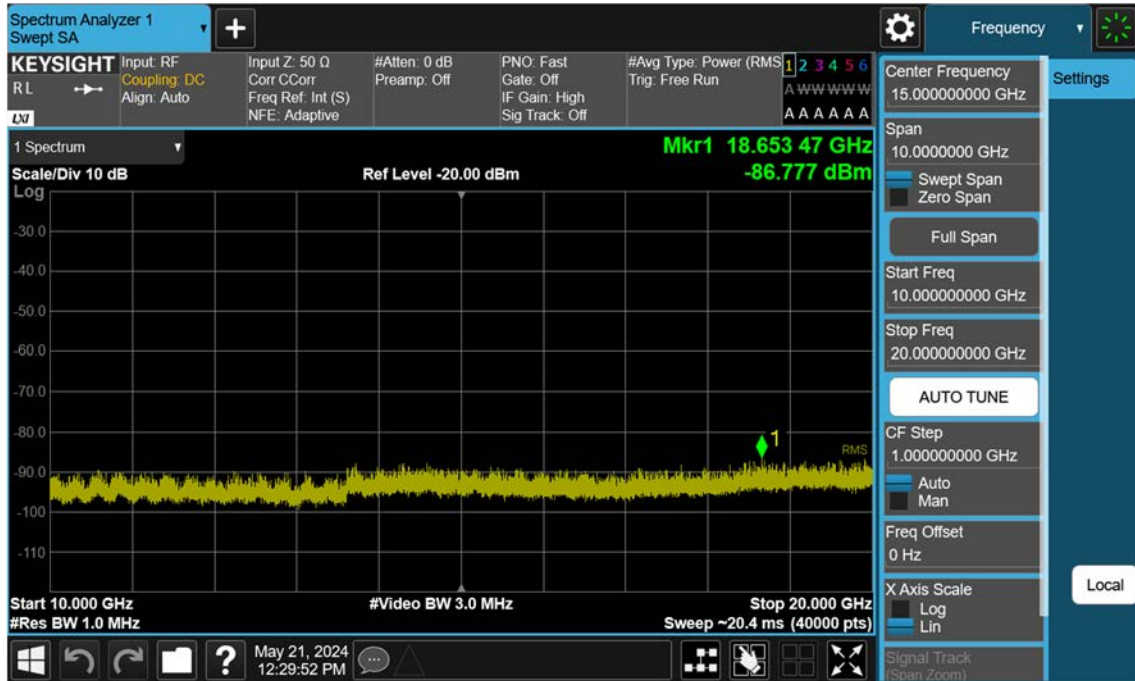 Spectrum Analyzer 1
Swept SA
Frequency
KEYSIGHT
R L
LXI
Input: RF
Coupling: DC
Align: Auto
Input Z: 50 Ω
Corr CCorr
Freq Ref: Int (S)
NFE: Adaptive
#Atten: 0 dB
Preamp: Off
PNO: Fast
Gate: Off
IF Gain: High
Sig Track: Off
#Avg Type: Power (RMS
Trig: Free Run
1 2 3 4 5 6
A W W W W W
A A A A A A
1 Spectrum
Scale/Div 10 dB
Log
Ref Level -20.00 dBm
Mkr1 18.653 47 GHz
-86.777 dBm
-30.0
-40.0
-50.0
-60.0
-70.0
-80.0
-90.0
-100
-110
1
RMS
Start 10.000 GHz
#Res BW 1.0 MHz
#Video BW 3.0 MHz
Stop 20.000 GHz
Sweep ~20.4 ms (40000 pts)
Center Frequency
15.000000000 GHz
Span
10.0000000 GHz
Swept Span
Zero Span
Full Span
Start Freq
10.000000000 GHz
Stop Freq
20.000000000 GHz
AUTO TUNE
CF Step
1.000000000 GHz
Auto
Man
Freq Offset
0 Hz
X Axis Scale
Log
Lin
Signal Track
(Span Zoom)
Settings
Local
?
May 21, 2024
12:29:52 PM